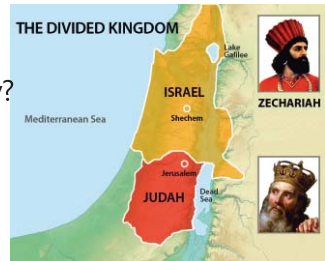 THE DIVIDED KINGDOM
Lake
Galilee
y?
ISRAEL
Shechem
ZECHARIAH
Mediterranean Sea
Jerusalem
JUDAH
Dead
Sea